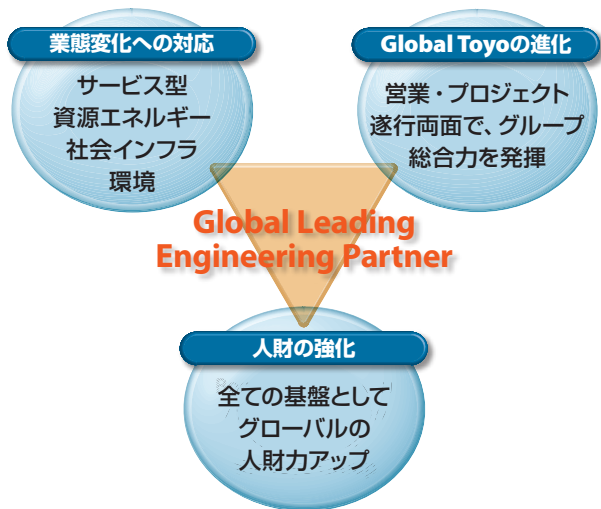 業態変化への対応
サービス型
資源エネルギー
社会インフラ
環境
Global Toyoの進化
営業・プロジェクト
遂行両面で、グループ
総合力を発揮
Global Leading
Engineering Partner
人財の強化
全ての基盤として
グローバルの
人財力アップ